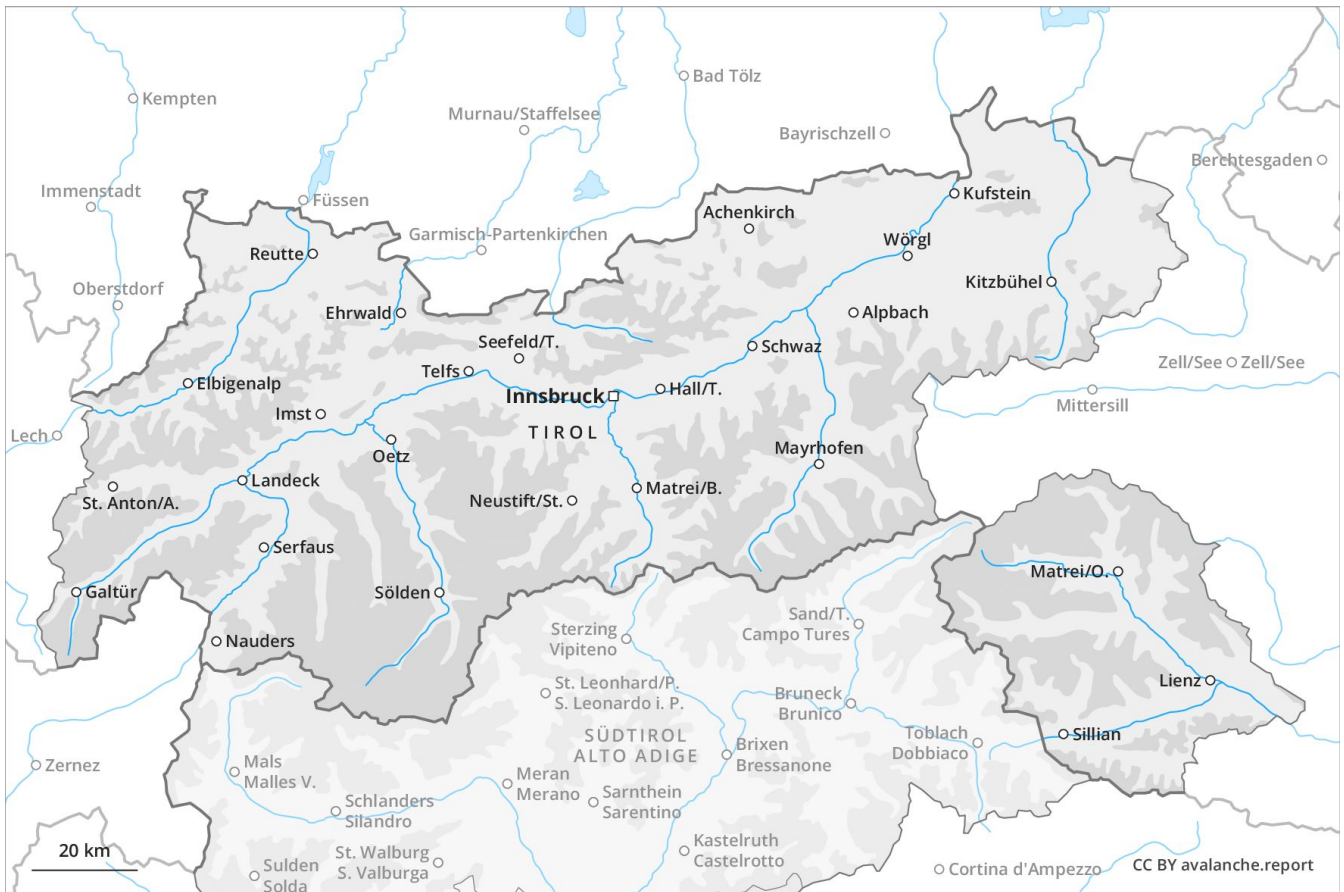 Kempten
Bad Tölz
Murnau/Staffelsee
Bayrischzell
Berchtesgaden
Immenstadt
Füssen
Kufstein
Achenkirch
Garmisch-Partenkirchen
Wörgl
Reutte
Oberstdorf
Kitzbühel
Ehrwald
Alpbach
Seefeld/T.
Schwaz
Telfs
Zell/See
Zell/See
Elbigenalp
Innsbruck
Hall/T.
Mittersill
Imst
TIROL
Lech
Oetz
Mayrhofen
Landeck
Matrei/B.
St. Anton/A.
Neustift/St.
Serfaus
Matrei/O.
Galtür
Sölden
Sand/T.
Campo Tures
Nauders
Sterzing
Vipiteno
Lienz
St. Leonhard/P.
S. Leonardo i. P.
Bruneck
Brunico
SÜDTIROL
ALTO ADIGE
Toblach
Dobbiaco
Sillian
Brixen
Bressanone
Zernez
Mals
Malles V.
Meran
Merano
Sarnthein
Sarentino
Schlanders
Silandro
Kastelruth
Castelrotto
20 km
St. Walburg
S. Valburga
Sulden
Solda
Cortina d'Ampezzo
CC BY avalanche.report